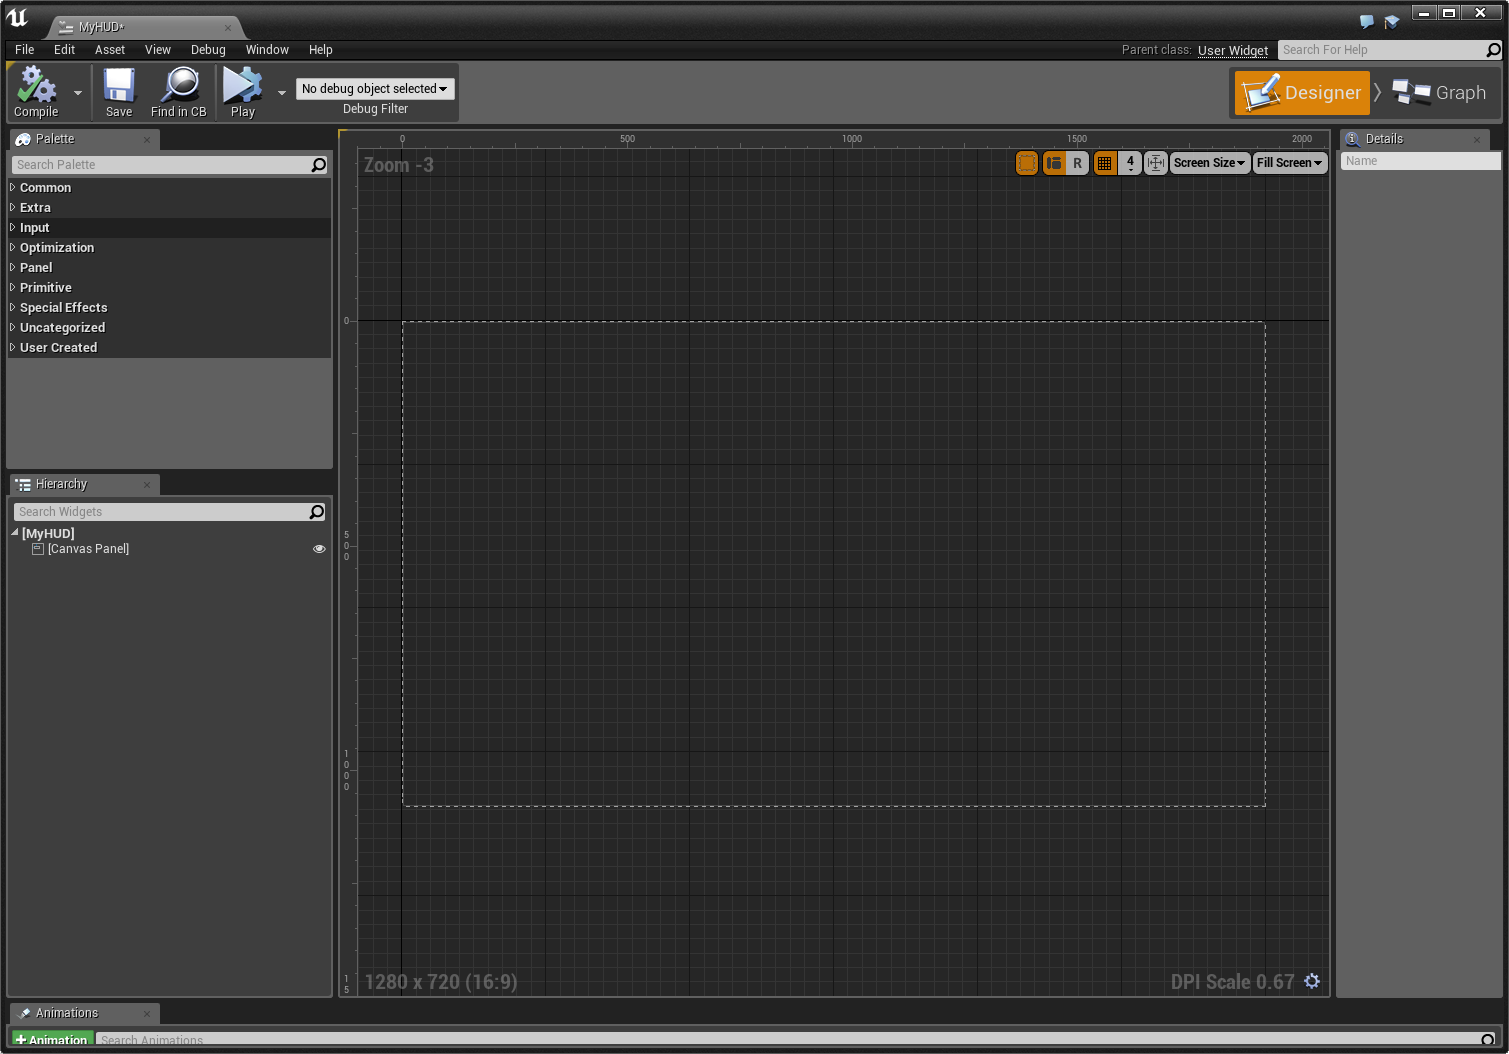 MyHUD*
File Edit Asset View Debug Window Help
Parent class: User Widget Search For Help
Compile Save Find in CB Play
No debug object selected
Debug Filter
Designer Graph
Palette
Search Palette
Common
Extra
Input
Optimization
Panel
Primitive
Special Effects
Uncategorized
User Created
Hierarchy
Search Widgets
[MyHUD]
[Canvas Panel]
0 500 1000 1500 2000
Zoom -3
R 4 Screen Size Fill Screen
0
500
1000
15
1280 x 720 (16:9)
DPI Scale 0.67
Details
Name
Animations
+ Animation Search Animations